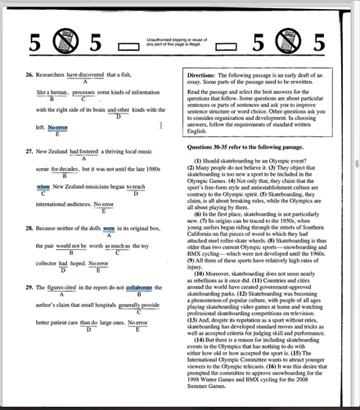 5 5
Unauthorized copying or reuse of
any part of this page is illegal.
5 5
26. Researchers have discovered that a fish,
A
like a human, processes some kinds of information
B C
with the right side of its brain and other kinds with the
D
left. No error
E
27. New Zealand had fostered a thriving local music
A
scene for decades, but it was not until the late 1980s
B
when New Zealand musicians began to reach
C D
international audiences. No error
E
28. Because neither of the dolls were in its original box,
A
the pair would not be worth as much as the toy
B C
collector had hoped. No error
D E
29. The figures cited in the report do not collaborate the
A B
author's claim that small hospitals generally provide
C
better patient care than do large ones. No error
D E
Directions: The following passage is an early draft of an
essay. Some parts of the passage need to be rewritten.
Read the passage and select the best answers for the
questions that follow. Some questions are about particular
sentences or parts of sentences and ask you to improve
sentence structure or word choice. Other questions ask you
to consider organization and development. In choosing
answers, follow the requirements of standard written
English.
Questions 30-35 refer to the following passage.
(1) Should skateboarding be an Olympic event?
(2) Many people do not believe it. (3) They object that
skateboarding is too new a sport to be included in the
Olympic Games. (4) Not only that, they claim that the
sport's free-form style and antiestablishment culture are
contrary to the Olympic spirit. (5) Skateboarding, they
claim, is all about breaking rules, while the Olympics are
all about playing by them.
(6) In the first place, skateboarding is not particularly
new. (7) Its origins can be traced to the 1950s, when
young surfers began riding through the streets of Southern
California on flat pieces of wood to which they had
attached steel roller-skate wheels. (8) Skateboarding is thus
older than two current Olympic sports—snowboarding and
BMX cycling—which were not developed until the 1960s.
(9) All three of these sports have relatively high rates of
injury.
(10) Moreover, skateboarding does not seem nearly
as rebellious as it once did. (11) Countries and cities
around the world have created government-approved
skateboarding parks. (12) Skateboarding was becoming
a phenomenon of popular culture, with people of all ages
playing skateboarding video games at home and watching
professional skateboarding competitions on television.
(13) And, despite its reputation as a sport without rules,
skateboarding has developed standard moves and tricks as
well as accepted criteria for judging skill and performance.
(14) But there is a reason for including skateboarding
events in the Olympics that has nothing to do with
either how old or how accepted the sport is. (15) The
International Committee wants to attract younger
viewers to the Olympic telecasts. (16) It was this desire that
prompted the committee to approve snowboarding for the
1998 Winter Games and BMX cycling for the 2008
Summer Games.